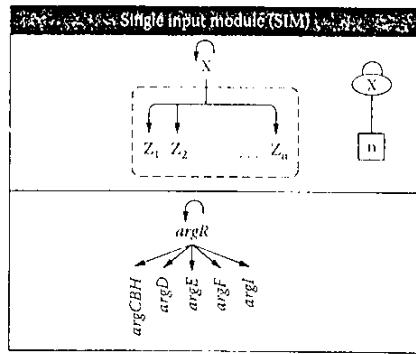 Single input module (SIM)
X
X
Z1 Z2 ... Zn
n
argR
argCBH
argD
argE
argF
argI